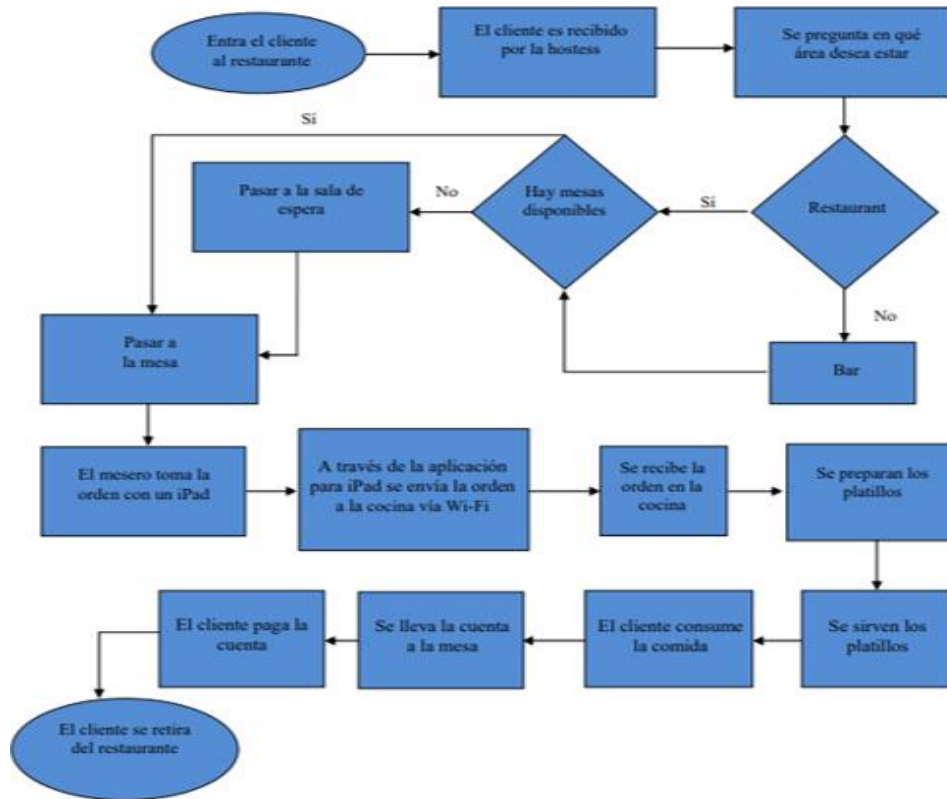 Entra el cliente
al restaurante
El cliente es recibido
por la hostess
Se pregunta en qué
área desea estar
Sí
Pasar a la sala de
espera
No
Hay mesas
disponibles
Sí
Restaurant
No
Pasar a
la mesa
Bar
El mesero toma la
orden con un iPad
A través de la aplicación
para iPad se envía la orden
a la cocina vía Wi-Fi
Se recibe la
orden en la
cocina
Se preparan los
platillos
El cliente paga la
cuenta
Se lleva la cuenta
a la mesa
El cliente consume
la comida
Se sirven los
platillos
El cliente se retira
del restaurante